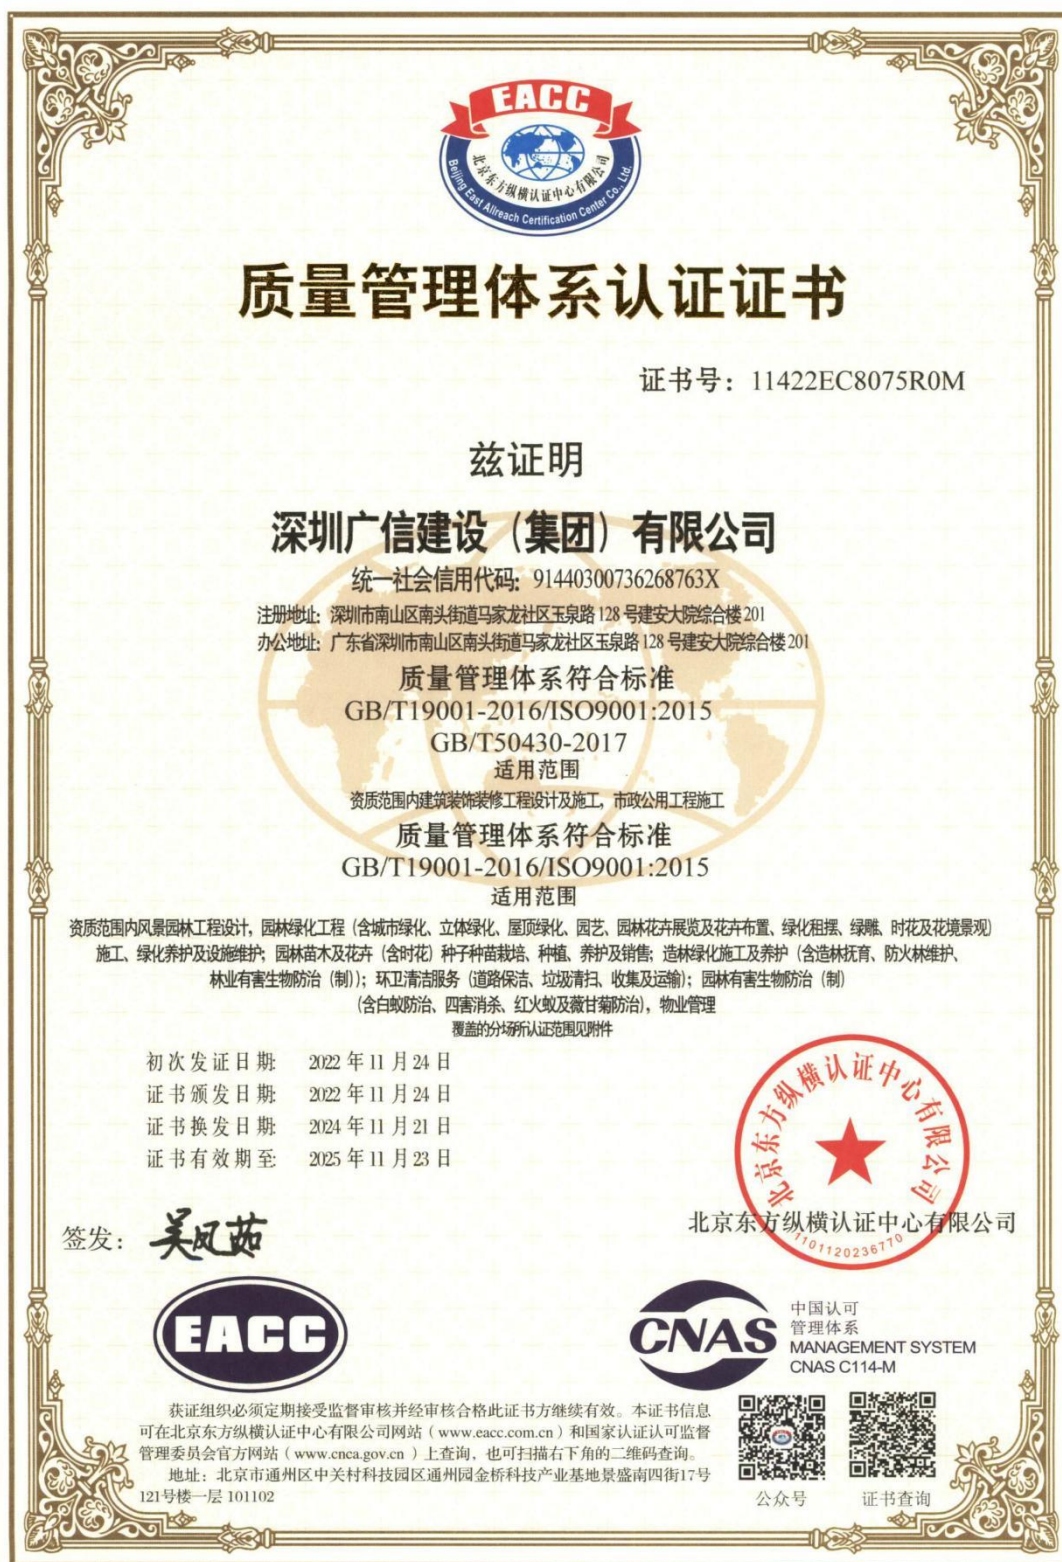 EACC
北京东方纵横认证中心有限公司
Beijing East Allreach Certification Center Co., Ltd.
质量管理体系认证证书
证书号：11422EC8075R0M
兹证明
深圳广信建设（集团）有限公司
统一社会信用代码：91440300736268763X
注册地址：深圳市南山区南头街道马家龙社区玉泉路128号建安大院综合楼201
办公地址：广东省深圳市南山区南头街道马家龙社区玉泉路128号建安大院综合楼201
质量管理体系符合标准
GB/T19001-2016/ISO9001:2015
GB/T50430-2017
适用范围
资质范围内建筑装饰装修工程设计及施工，市政公用工程施工
质量管理体系符合标准
GB/T19001-2016/ISO9001:2015
适用范围
资质范围内风景园林工程设计，园林绿化工程（含城市绿化、立体绿化、屋顶绿化、园艺、园林花卉展览及花卉布置、绿化租摆、绿雕、时花及花境景观）
施工、绿化养护及设施维护；园林苗木及花卉（含时花）种子种苗栽培、种植、养护及销售；造林绿化施工及养护（含造林抚育、防火林维护、
林业有害生物防治（制））；环卫清洁服务（道路保洁、垃圾清扫、收集及运输）；园林有害生物防治（制）
（含白蚁防治、四害消杀、红火蚁及薇甘菊防治），物业管理
覆盖的分场所认证范围见附件
初次发证日期 2022年11月24日
证书颁发日期 2022年11月24日
证书换发日期 2024年11月21日
证书有效期至 2025年11月23日
北京东方纵横认证中心有限公司
1101120236770
北京东方纵横认证中心有限公司
签发：吴凤茹
EACC
CNAS
中国认可
管理体系
MANAGEMENT SYSTEM
CNAS C114-M
获证组织必须定期接受监督审核并经审核合格此证书方继续有效。本证书信息
可在北京东方纵横认证中心有限公司网站（www.eacc.com.cn）和国家认证认可监督
管理委员会官方网站（www.cnca.gov.cn）上查询，也可扫描右下角的二维码查询。
地址：北京市通州区中关村科技园区通州园金桥科技产业基地景盛南四街17号
121号楼一层 101102
公众号
证书查询